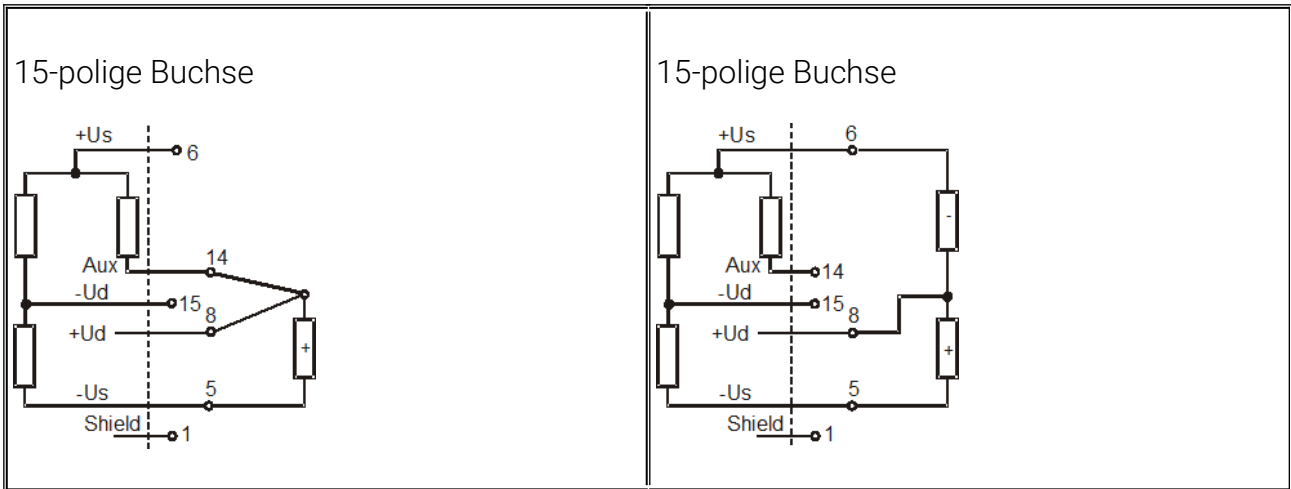 15-polige Buchse
+Us
6
14
Aux
-Ud
15
8
+Ud
+
5
-Us
Shield
1
15-polige Buchse
+Us
6
-
Aux
14
-Ud
15
8
+Ud
+
5
-Us
Shield
1